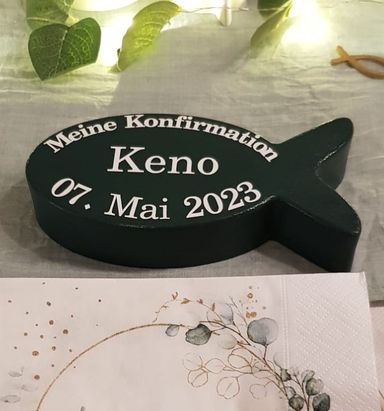 Meine Konfirmation
Keno
07. Mai 2023